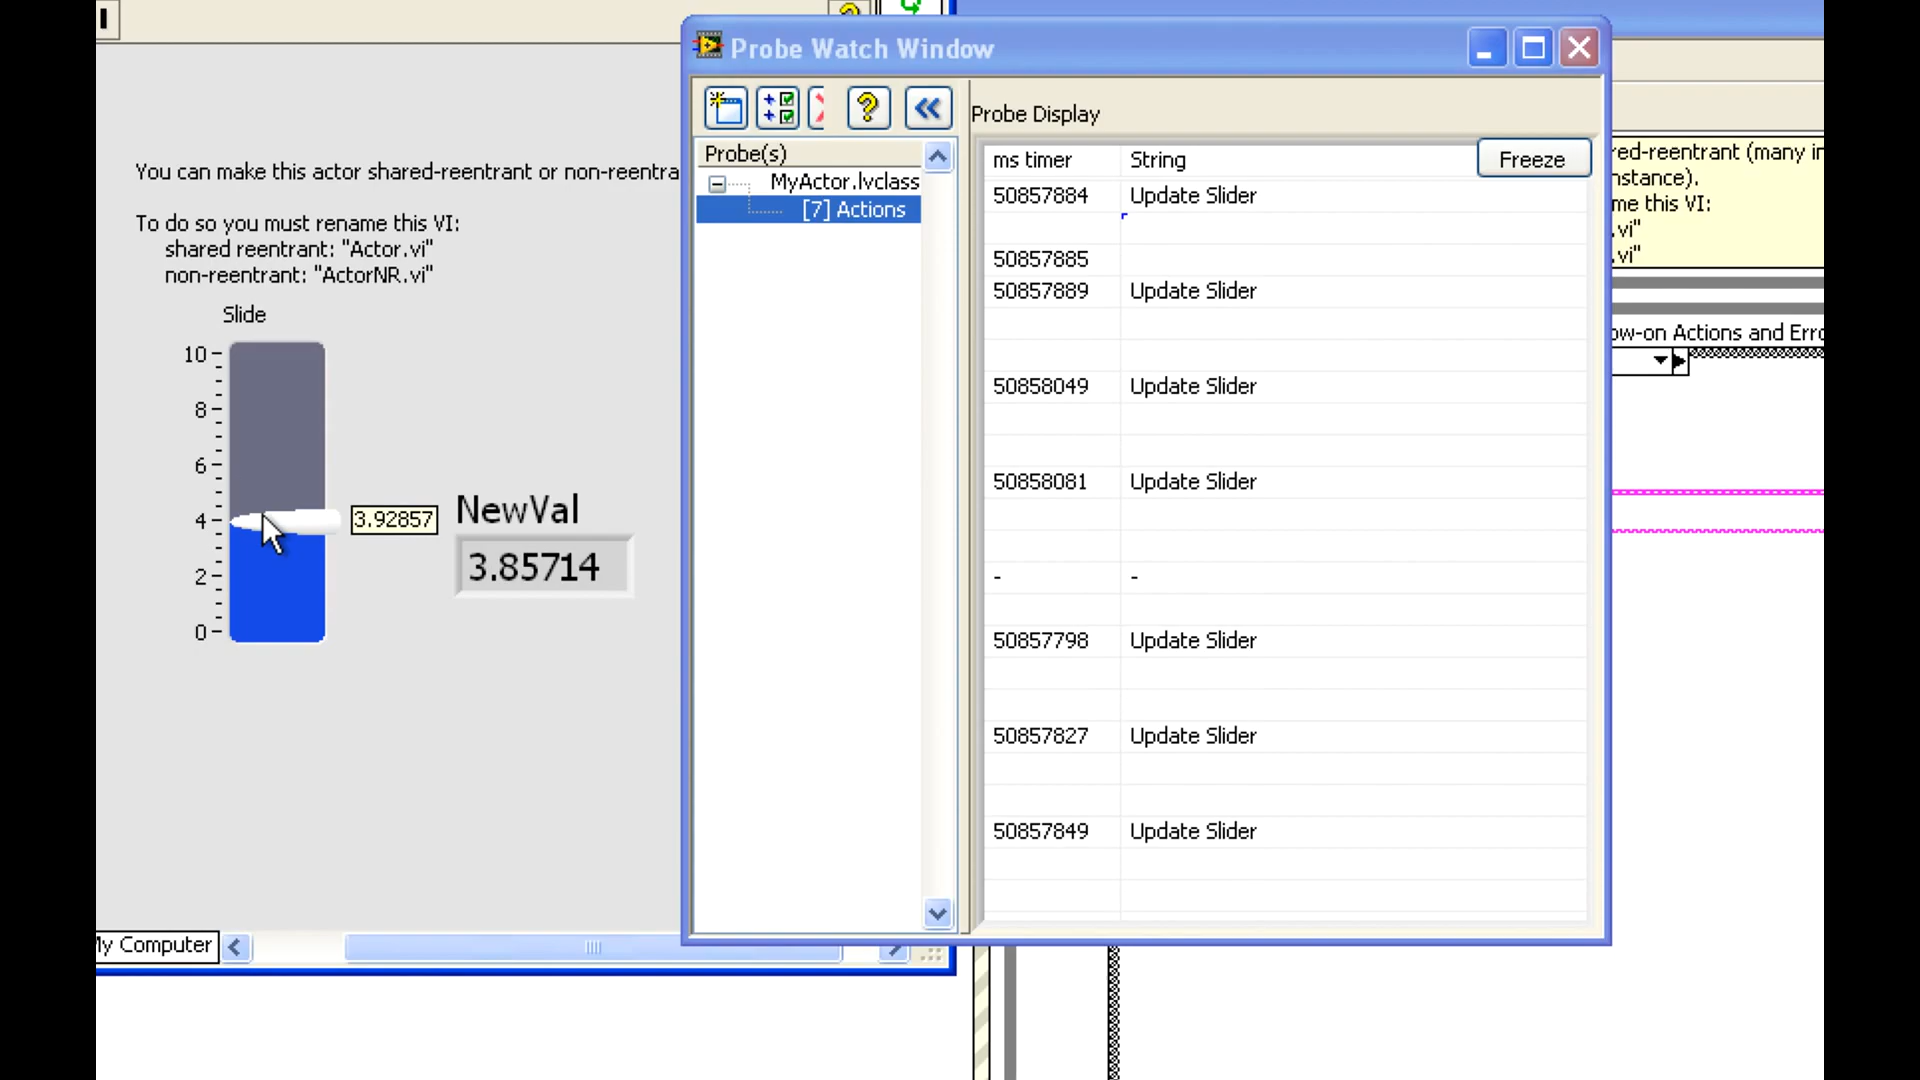 Probe Watch Window
Probe Display
Probe(s)
MyActor.lvclass
[7] Actions
ms timer String
Freeze
50857884 Update Slider
50857885
50857889 Update Slider
50858049 Update Slider
50858081 Update Slider
- -
50857798 Update Slider
50857827 Update Slider
50857849 Update Slider
You can make this actor shared-reentrant or non-reentra
To do so you must rename this VI:
shared reentrant: "Actor.vi"
non-reentrant: "ActorNR.vi"
Slide
10
8
6
4
2
0
3.92857
NewVal
3.85714
My Computer
red-reentrant (many in
nstance).
me this VI:
.vi"
.vi"
ow-on Actions and Erro